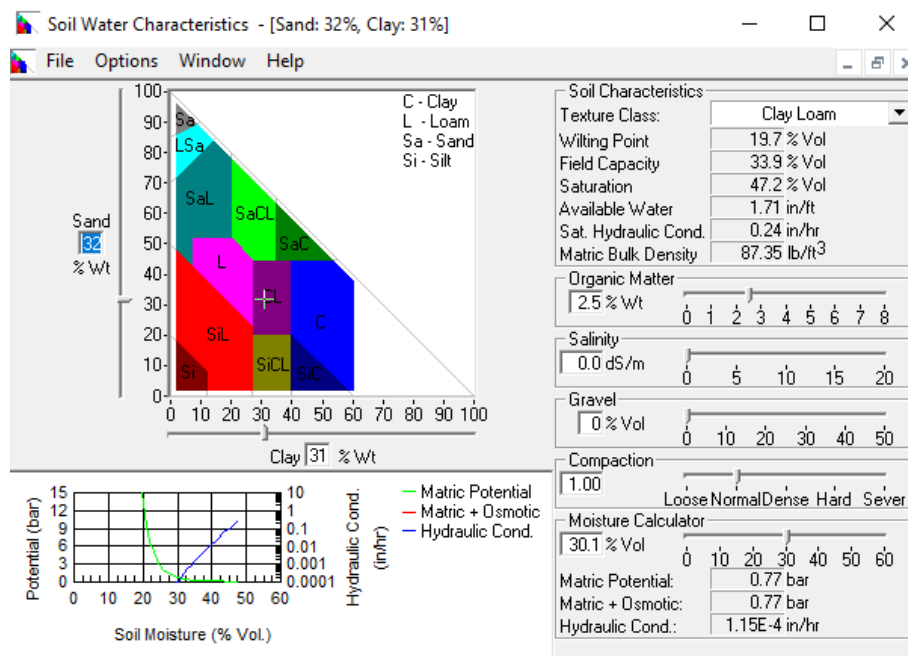 Soil Water Characteristics - [Sand: 32%, Clay: 31%]
File Options Window Help
100
90
80
70
60
50
40
30
20
10
0
Sand
32
% Wt
C - Clay
L - Loam
Sa - Sand
Si - Silt
Sa
LSa
SaL
SaCL
SaC
L
CL
C
SiL
SiCL
SiC
Si
0 10 20 30 40 50 60 70 80 90 100
Clay 31 % Wt
Soil Characteristics
Texture Class: Clay Loam
Wilting Point 19.7 % Vol
Field Capacity 33.9 % Vol
Saturation 47.2 % Vol
Available Water 1.71 in/ft
Sat. Hydraulic Cond. 0.24 in/hr
Matric Bulk Density 87.35 lb/ft3
Organic Matter
2.5 % Wt
0 1 2 3 4 5 6 7 8
Salinity
0.0 dS/m
0 5 10 15 20
Gravel
0 % Vol
0 10 20 30 40 50
Compaction
1.00
Loose Normal Dense Hard Sever
Moisture Calculator
30.1 % Vol
0 10 20 30 40 50 60
Matric Potential: 0.77 bar
Matric + Osmotic: 0.77 bar
Hydraulic Cond.: 1.15E-4 in/hr
Potential (bar)
15
12
9
6
3
0
10
1
0.1
0.01
0.001
0.0001
Hydraulic Cond.
(in/hr)
0 10 20 30 40 50 60
Soil Moisture (% Vol.)
Matric Potential
Matric + Osmotic
Hydraulic Cond.